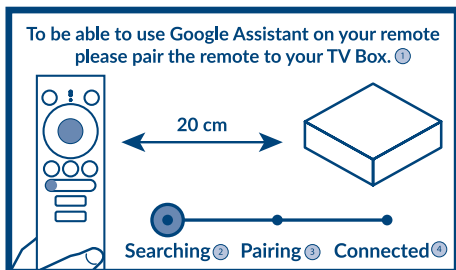 To be able to use Google Assistant on your remote
please pair the remote to your TV Box. 1
20 cm
Searching 2 Pairing 3 Connected 4